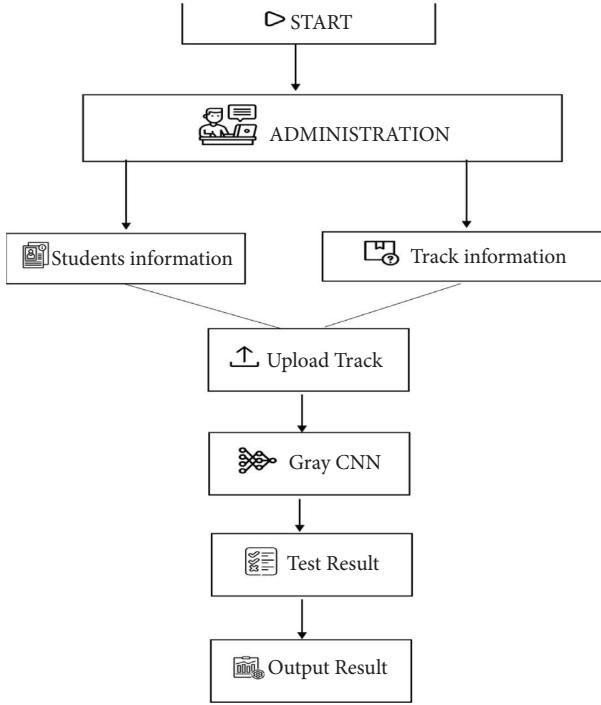 START
ADMINISTRATION
Students information
Track information
Upload Track
Gray CNN
Test Result
Output Result